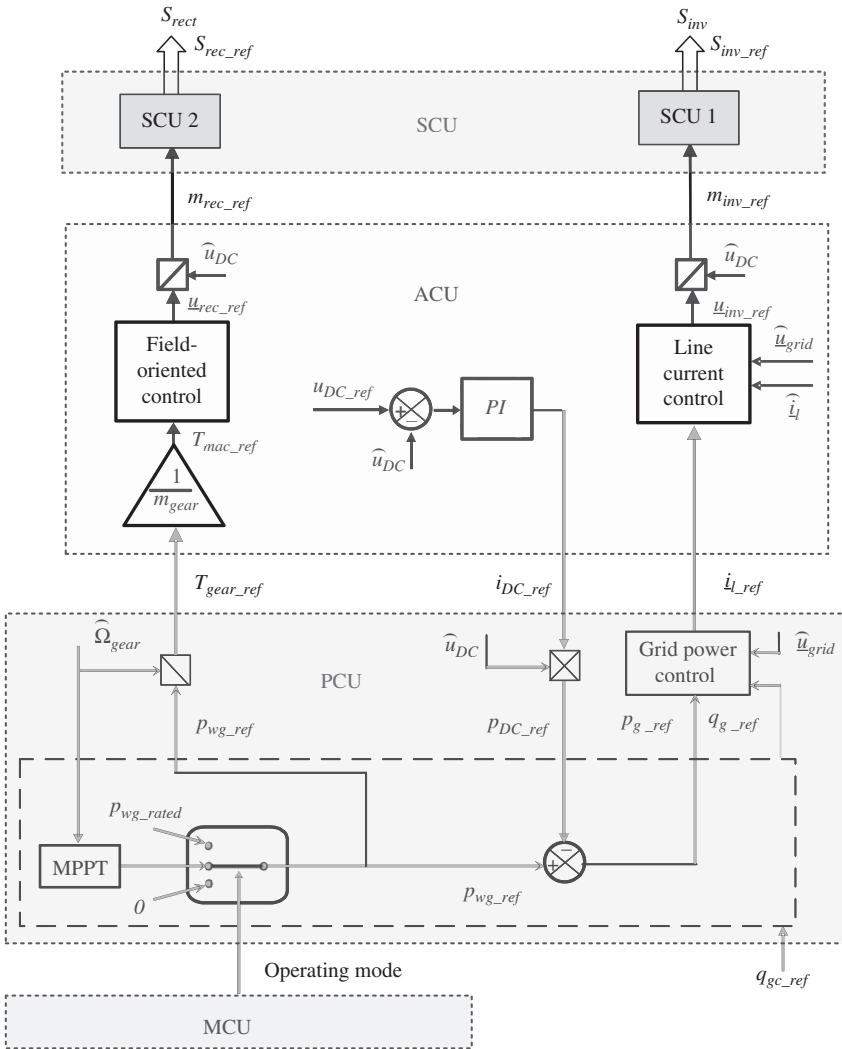 S_rect
S_inv
S_rec_ref
S_inv_ref
SCU 2
SCU
SCU 1
m_rec_ref
m_inv_ref
û_DC
û_DC
u_rec_ref
ACU
u_inv_ref
Field-
oriented
control
Line
current
control
û_grid
î_l
u_DC_ref
+
−
PI
û_DC
T_mac_ref
1
m_gear
T_gear_ref
i_DC_ref
i_l_ref
Ω̂_gear
û_DC
Grid power
control
û_grid
PCU
p_wg_ref
p_DC_ref
p_g_ref
q_g_ref
p_wg_rated
MPPT
0
−
+
p_wg_ref
Operating mode
q_gc_ref
MCU